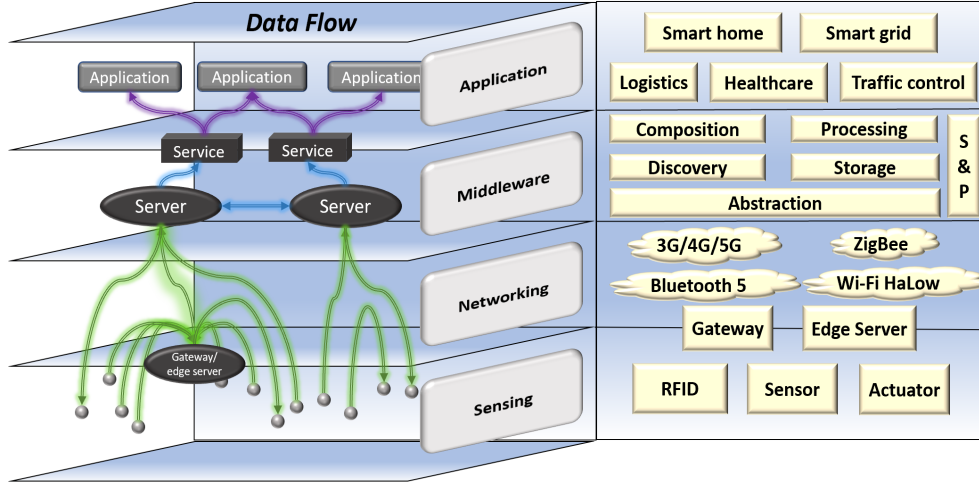 Data Flow
Application
Application
Application
Service
Service
Server
Server
Gateway/
edge server
Application
Middleware
Networking
Sensing
Smart home
Smart grid
Logistics
Healthcare
Traffic control
Composition
Processing
Discovery
Storage
Abstraction
S
&
P
3G/4G/5G
ZigBee
Bluetooth 5
Wi-Fi HaLow
Gateway
Edge Server
RFID
Sensor
Actuator